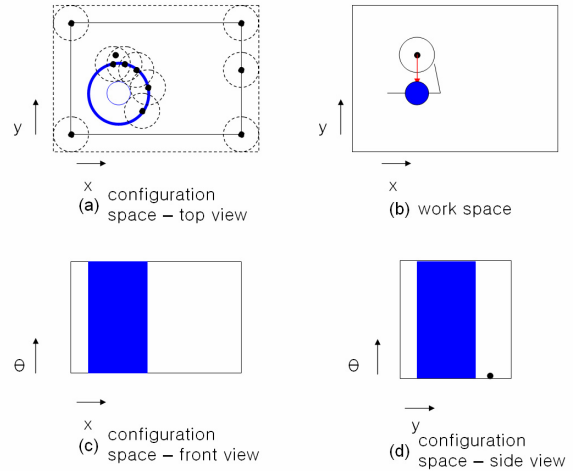 y
x
(a) configuration
space – top view
y
x
(b) work space
Θ
x
(c) configuration
space – front view
Θ
y
(d) configuration
space – side view